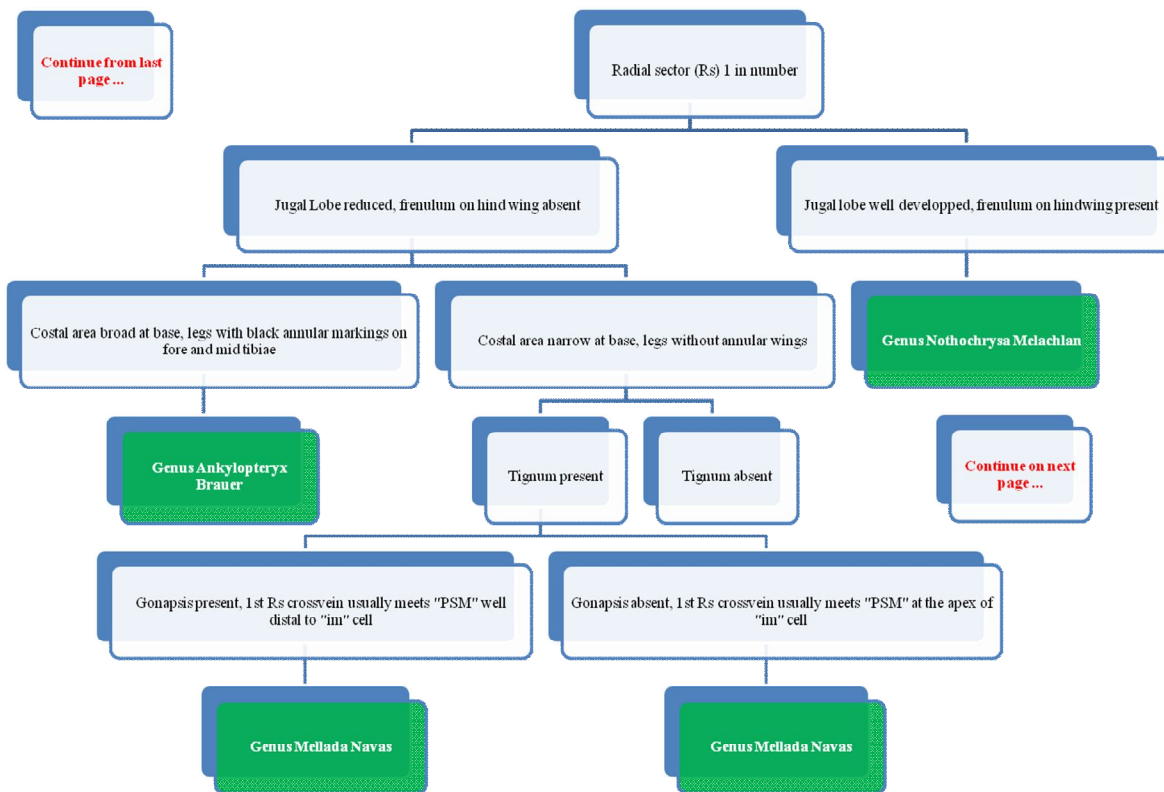 Continue from last
page ...
Radial sector (Rs) 1 in number
Jugal Lobe reduced, frenulum on hind wing absent
Jugal lobe well developped, frenulum on hindwing present
Costal area broad at base, legs with black annular markings on
fore and mid tibiae
Costal area narrow at base, legs without annular wings
Genus Nothochrysa Melachlan
Genus Ankylopteryx
Brauer
Tignum present
Tignum absent
Continue on next
page ...
Gonapsis present, 1st Rs crossvein usually meets "PSM" well
distal to "im" cell
Gonapsis absent, 1st Rs crossvein usually meets "PSM" at the apex of
"im" cell
Genus Mellada Navas
Genus Mellada Navas